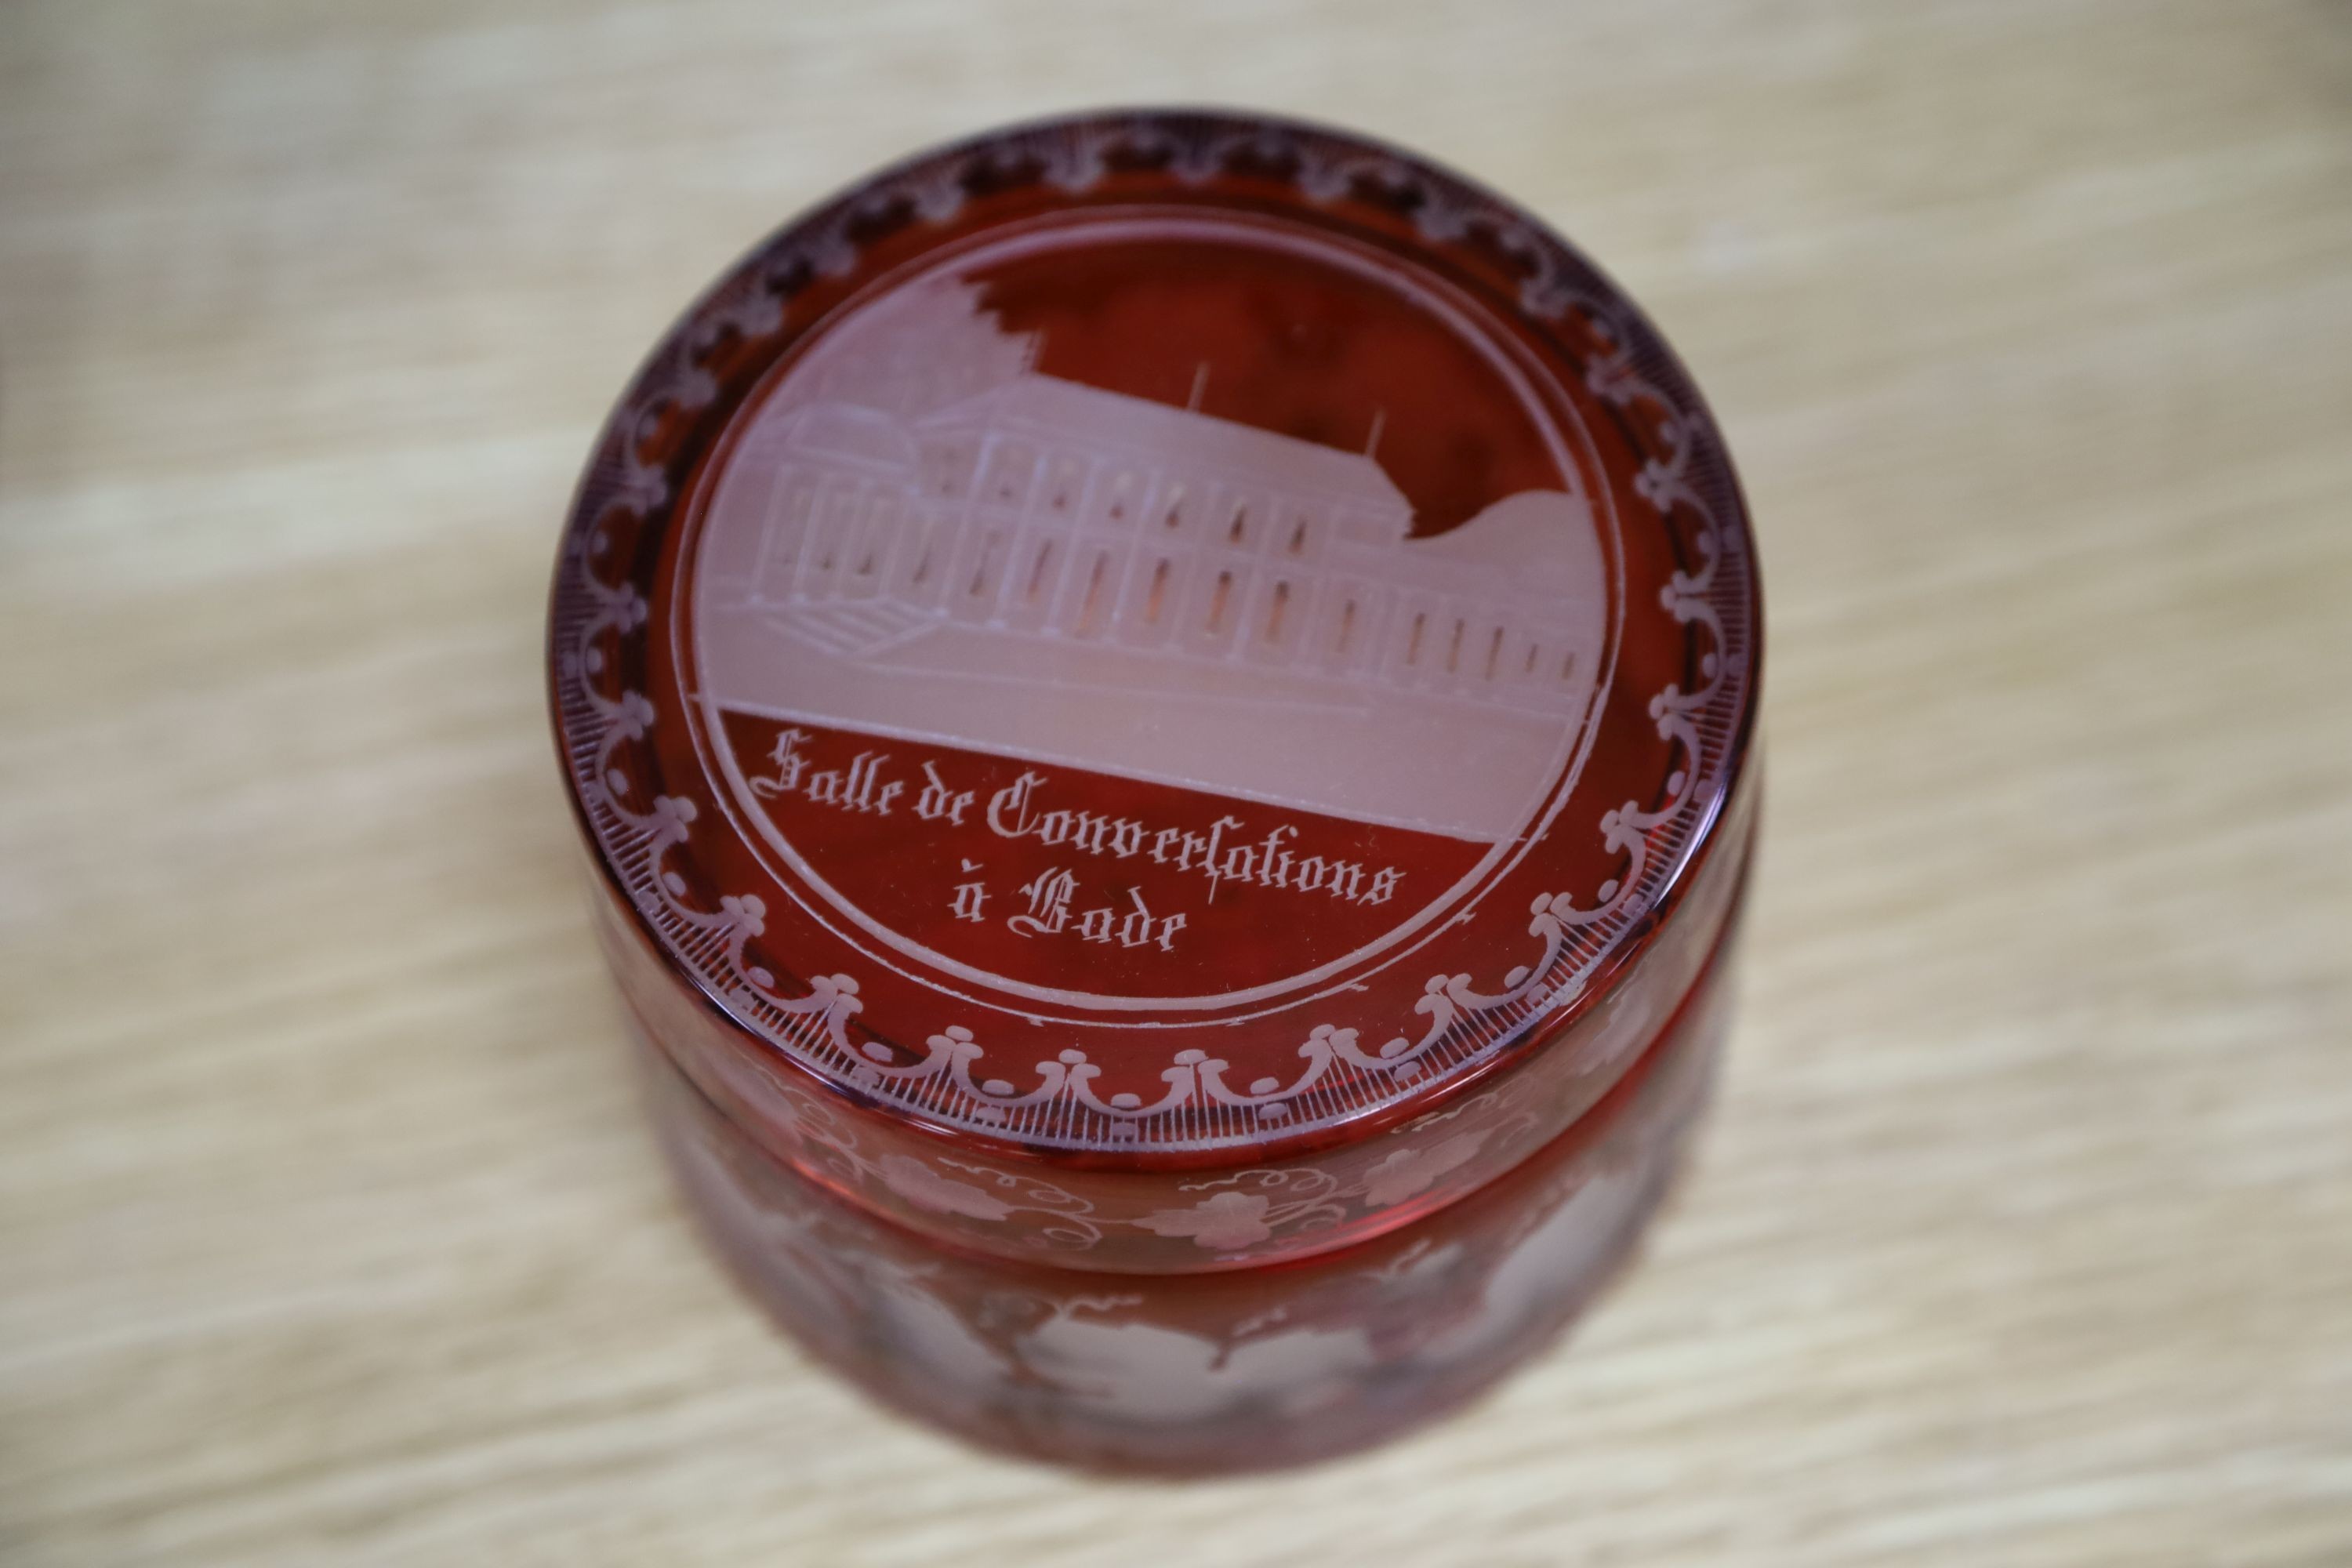 Salle de Converſations
à Bade